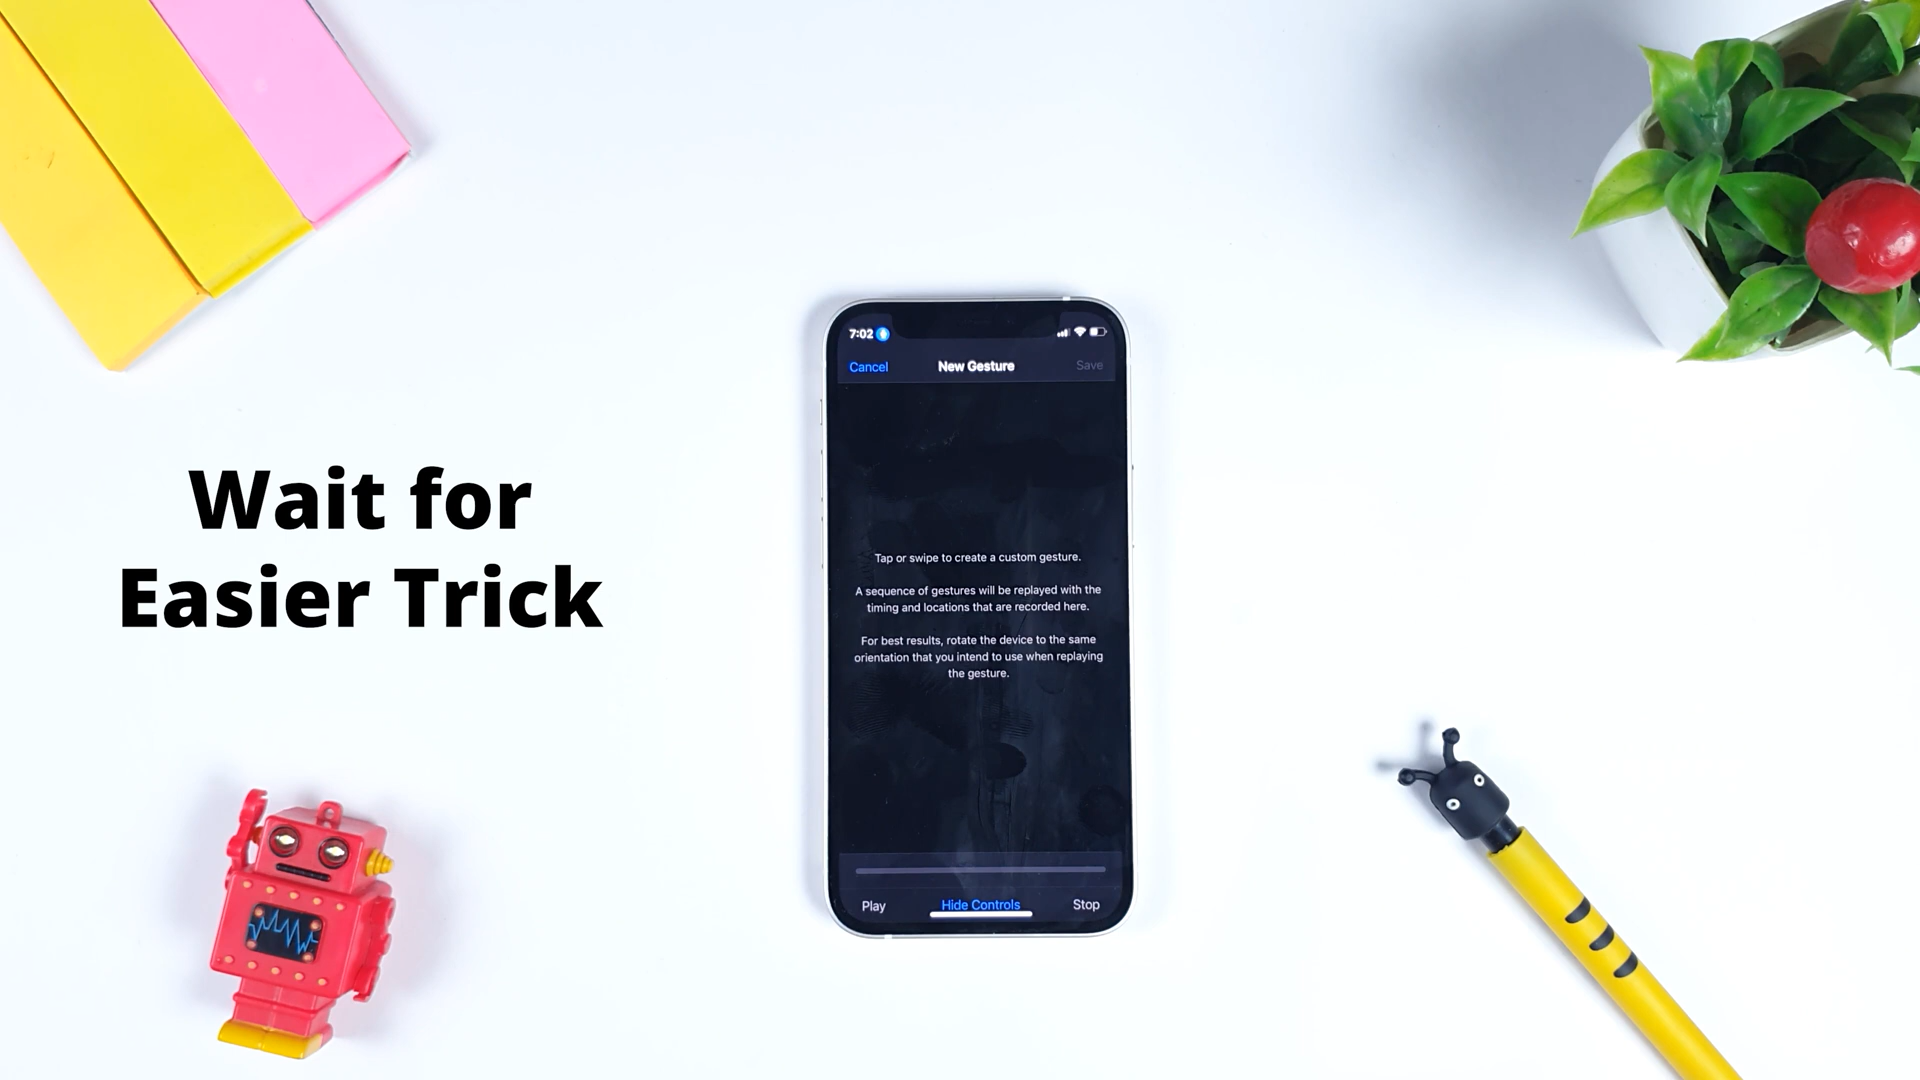 7:02
Cancel
New Gesture
Save
Wait for
Easier Trick
Tap or swipe to create a custom gesture.
A sequence of gestures will be replayed with the
timing and locations that are recorded here.
For best results, rotate the device to the same
orientation that you intend to use when replaying
the gesture.
Play
Hide Controls
Stop